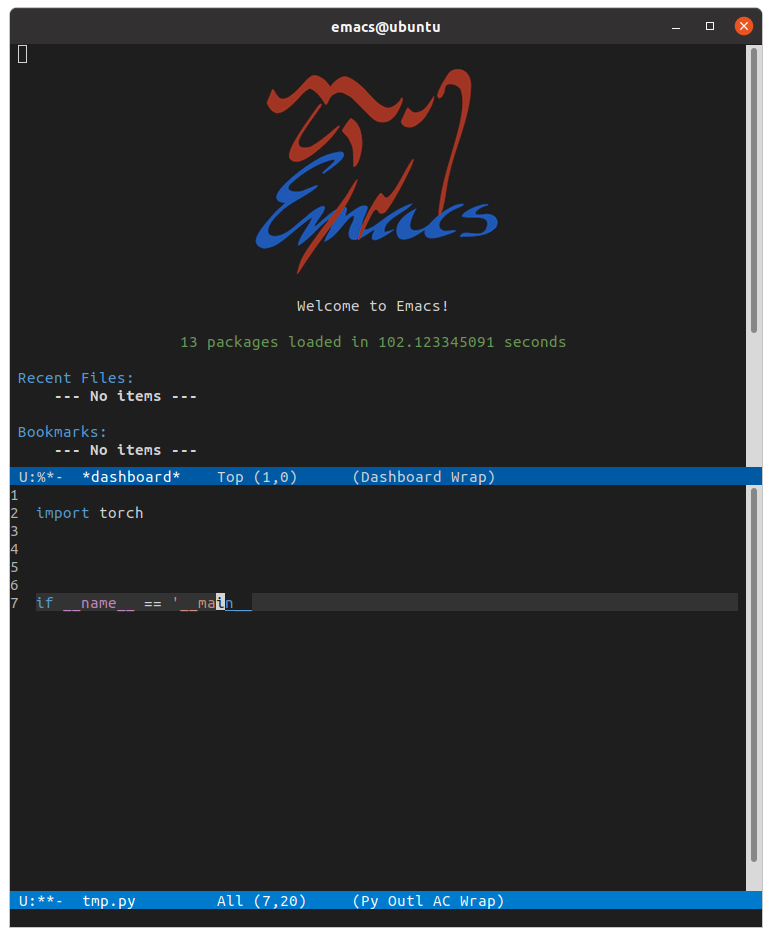 emacs@ubuntu
Emacs
Welcome to Emacs!
13 packages loaded in 102.123345091 seconds
Recent Files:
--- No items ---
Bookmarks:
--- No items ---
U:%*-  *dashboard*    Top (1,0)      (Dashboard Wrap)
1
2  import torch
3
4
5
6
7  if __name__ == '__main__
U:**-  tmp.py         All (7,20)     (Py Outl AC Wrap)